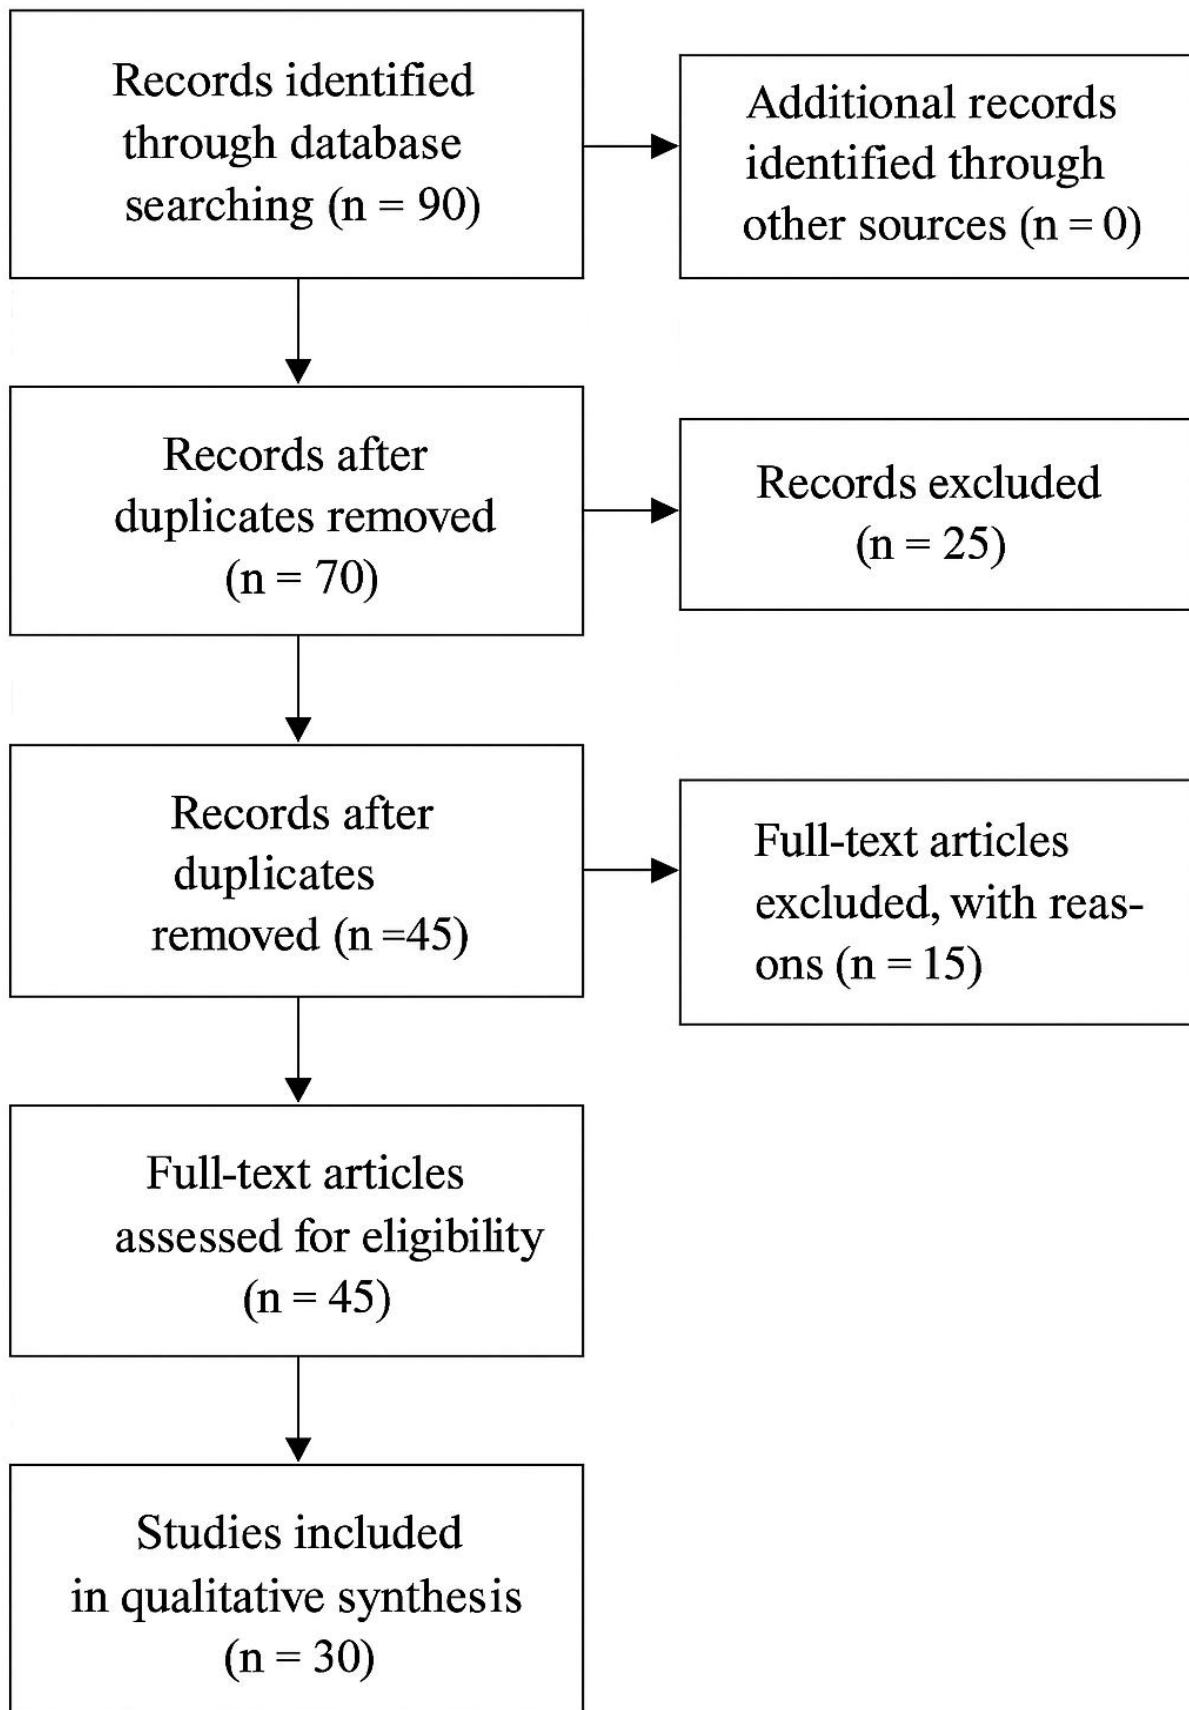 Records identified
through database
searching (n = 90)
Additional records
identified through
other sources (n = 0)
Records after
duplicates removed
(n = 70)
Records excluded
(n = 25)
Records after
duplicates
removed (n =45)
Full-text articles
excluded, with reas-
ons (n = 15)
Full-text articles
assessed for eligibility
(n = 45)
Studies included
in qualitative synthesis
(n = 30)